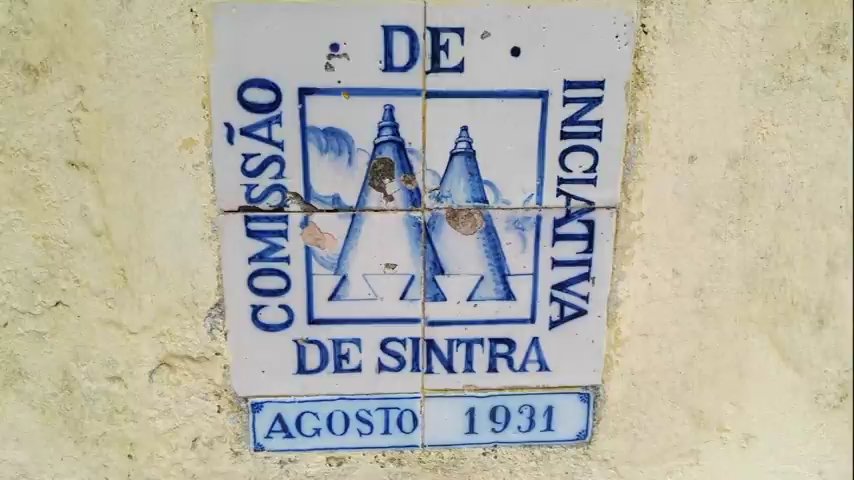 COMISSÃO
DE
INICIATIVA
DE SINTRA
AGOSTO 1931